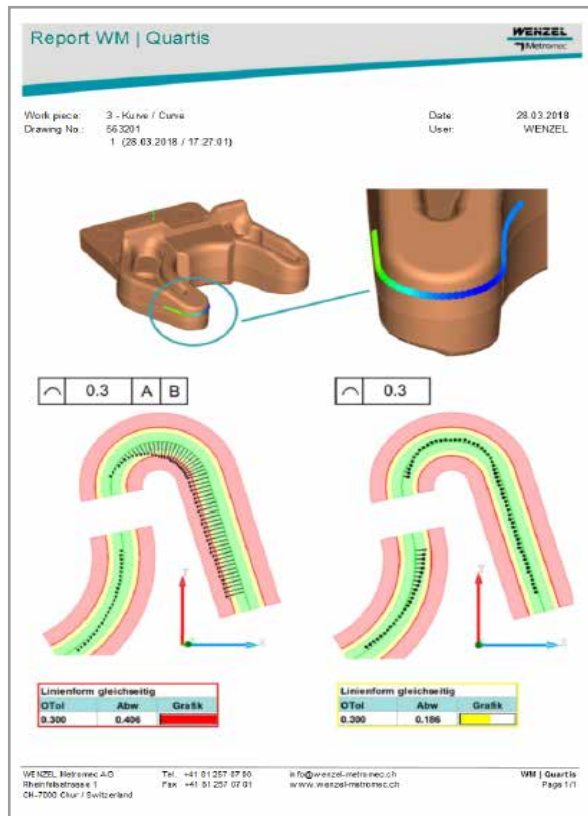 Report WM | Quartis
WENZEL
Metromec
Work piece: 3 - Kurve / Curve
Drawing No.: 563201
1 (28.03.2018 / 17:27:01)
Date: 28.03.2018
User: WENZEL
0.3 A B
0.3
Linienform gleichseitig
OTol Abw Grafik
0.300 0.406
Linienform gleichseitig
OTol Abw Grafik
0.300 0.186
WENZEL Metromec AG
Rheinfelsstrasse 1
CH-7000 Chur / Switzerland
Tel. +41 81 257 07 00
Fax +41 81 257 07 01
info@wenzel-metromec.ch
www.wenzel-metromec.ch
WM | Quartis
Page 1/1